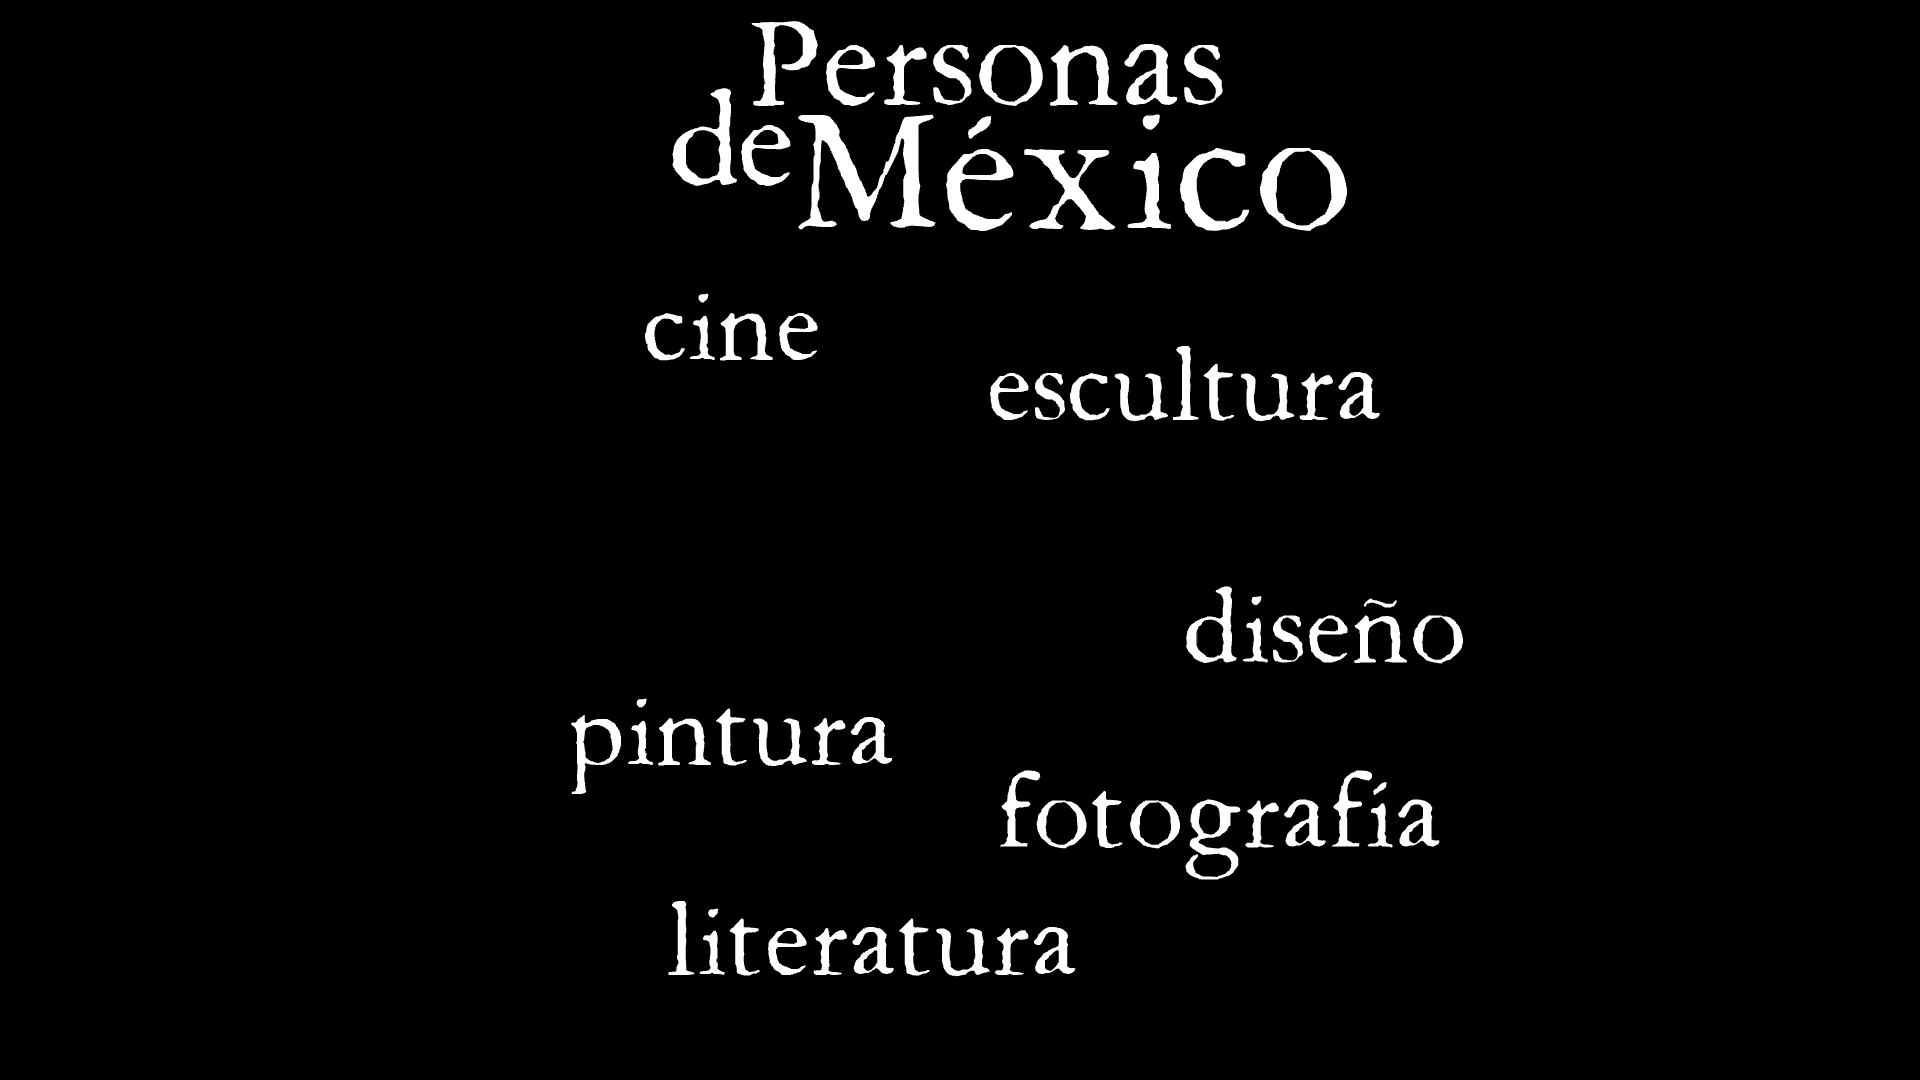 Personas
de México
cine
escultura
diseño
pintura
fotografía
literatura